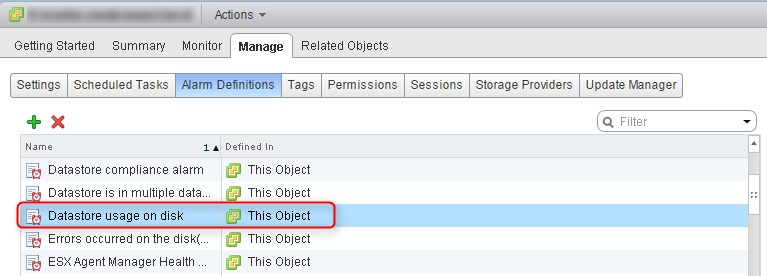 Actions
Getting Started Summary Monitor Manage Related Objects
Settings Scheduled Tasks Alarm Definitions Tags Permissions Sessions Storage Providers Update Manager
Filter
Name 1 Defined In
Datastore compliance alarm This Object
Datastore is in multiple data... This Object
Datastore usage on disk This Object
Errors occurred on the disk(... This Object
ESX Agent Manager Health ... This Object